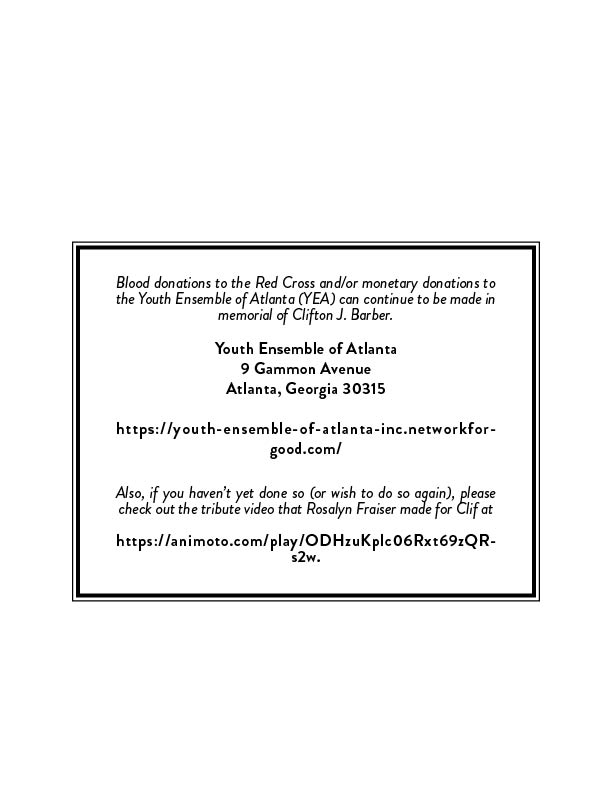 Blood donations to the Red Cross and/or monetary donations to
the Youth Ensemble of Atlanta (YEA) can continue to be made in
memorial of Clifton J. Barber.
Youth Ensemble of Atlanta
9 Gammon Avenue
Atlanta, Georgia 30315
https://youth-ensemble-of-atlanta-inc.networkfor-
good.com/
Also, if you haven't yet done so (or wish to do so again), please
check out the tribute video that Rosalyn Fraiser made for Clif at
https://animoto.com/play/ODHzuKplc06Rxt69zQR-
s2w.